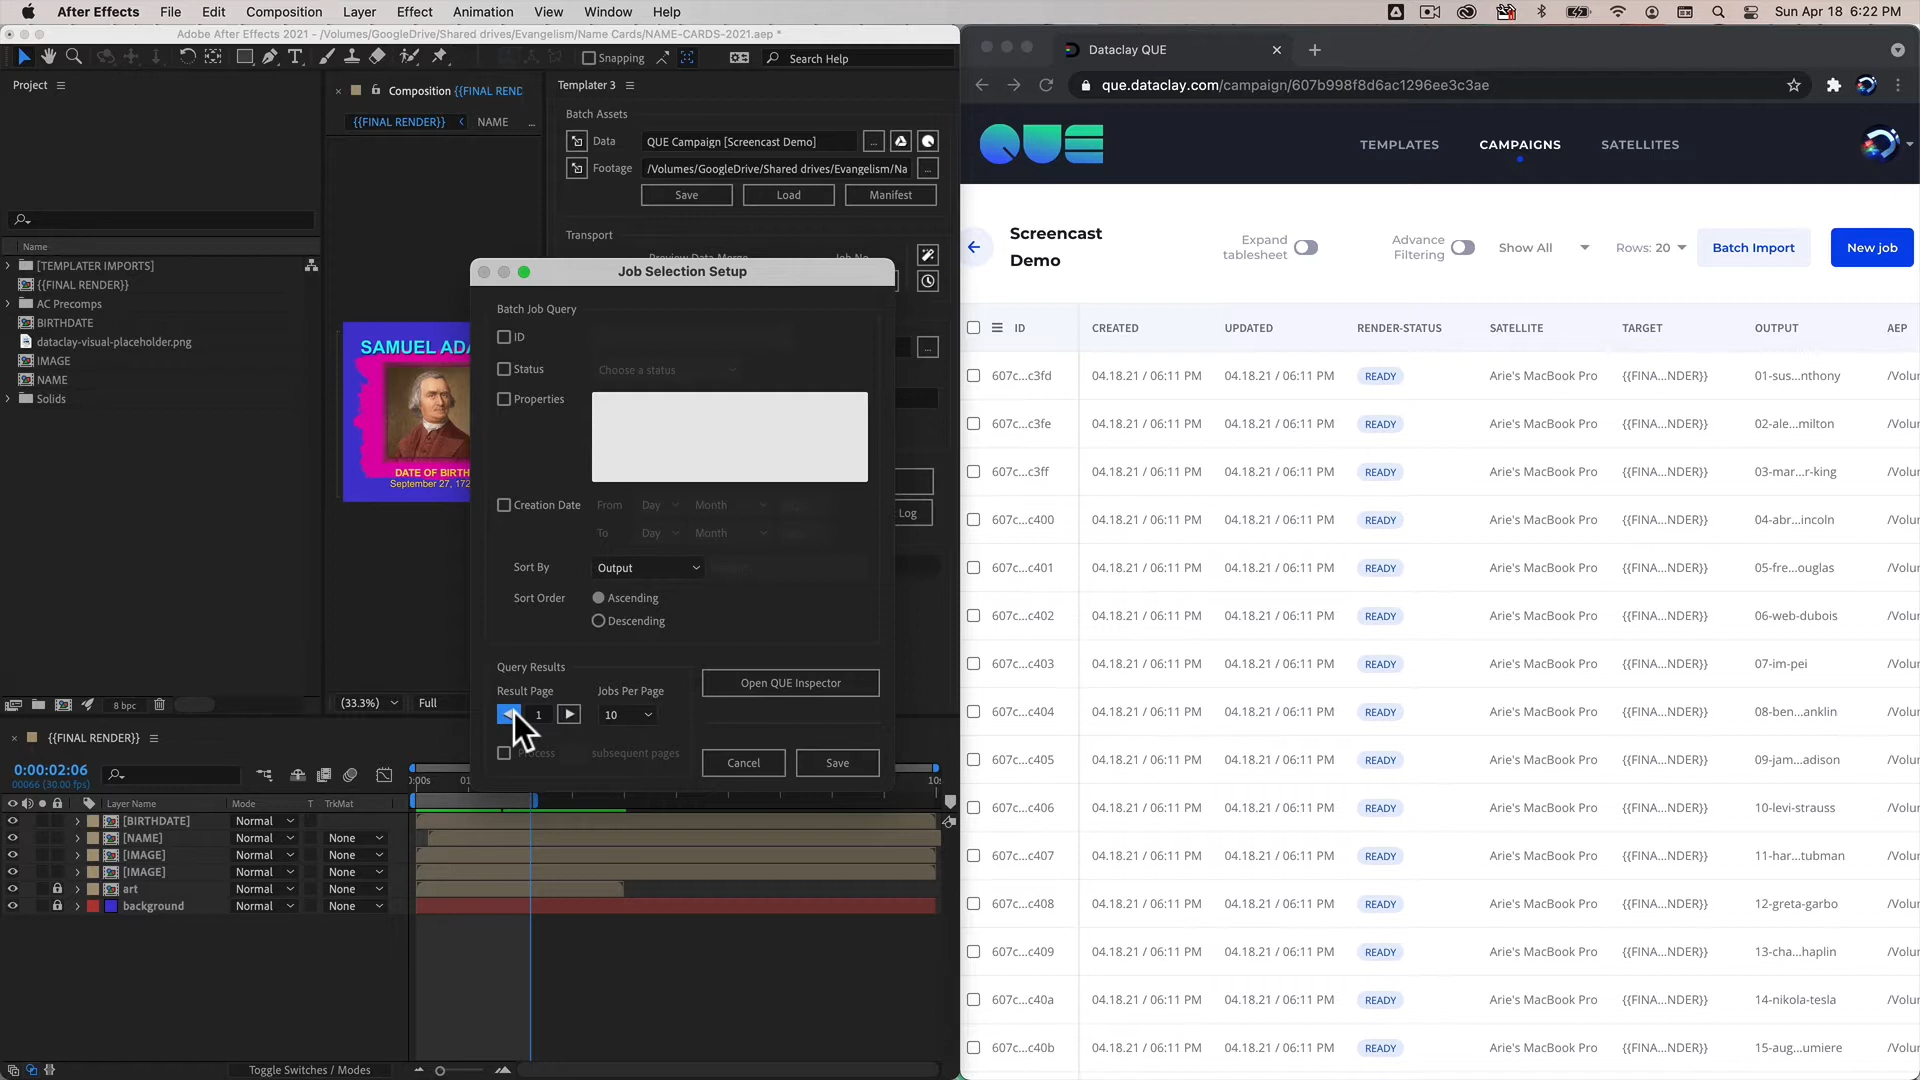 After Effects File Edit Composition Layer Effect Animation View Window Help Sun Apr 18 6:22 PM
Adobe After Effects 2021 - /Volumes/GoogleDrive/Shared drives/Evangelism/Name Cards/NAME-CARDS-2021.aep *
Snapping Search Help
Project
Composition {{FINAL REND
{{FINAL RENDER}} NAME ...
Name
[TEMPLATER IMPORTS]
{{FINAL RENDER}}
AC Precomps
BIRTHDATE
dataclay-visual-placeholder.png
IMAGE
NAME
Solids
SAMUEL ADA
DATE OF BIRTH
September 27, 172
8 bpc
(33.3%) Full
Templater 3
Batch Assets
Data QUE Campaign [Screencast Demo] ...
Footage /Volumes/GoogleDrive/Shared drives/Evangelism/Na ...
Save Load Manifest
Transport
Preview Data Merge Job No
...
Log
Job Selection Setup
Batch Job Query
ID
Status Choose a status
Properties
Creation Date From Day Month
To Day Month
Sort By Output
Sort Order Ascending
Descending
Query Results
Result Page Jobs Per Page
1 10
Open QUE Inspector
Process subsequent pages
Cancel Save
{{FINAL RENDER}}
0:00:02:06
00066 (30.00 fps)
Layer Name Mode T TrkMat
[BIRTHDATE] Normal
[NAME] Normal None
[IMAGE] Normal None
[IMAGE] Normal None
art Normal None
background Normal None
Toggle Switches / Modes
Dataclay QUE
que.dataclay.com/campaign/607b998f8d6ac1296ee3c3ae
QUE TEMPLATES CAMPAIGNS SATELLITES
Screencast Demo
Expand tablesheet
Advance Filtering
Show All Rows: 20 Batch Import New job
ID CREATED UPDATED RENDER-STATUS SATELLITE TARGET OUTPUT AEP
607c...c3fd 04.18.21 / 06:11 PM 04.18.21 / 06:11 PM READY Arie's MacBook Pro {{FINA...NDER}} 01-sus...nthony /Volum
607c...c3fe 04.18.21 / 06:11 PM 04.18.21 / 06:11 PM READY Arie's MacBook Pro {{FINA...NDER}} 02-ale...milton /Volum
607c...c3ff 04.18.21 / 06:11 PM 04.18.21 / 06:11 PM READY Arie's MacBook Pro {{FINA...NDER}} 03-mar...r-king /Volum
607c...c400 04.18.21 / 06:11 PM 04.18.21 / 06:11 PM READY Arie's MacBook Pro {{FINA...NDER}} 04-abr...incoln /Volum
607c...c401 04.18.21 / 06:11 PM 04.18.21 / 06:11 PM READY Arie's MacBook Pro {{FINA...NDER}} 05-fre...ouglas /Volum
607c...c402 04.18.21 / 06:11 PM 04.18.21 / 06:11 PM READY Arie's MacBook Pro {{FINA...NDER}} 06-web-dubois /Volum
607c...c403 04.18.21 / 06:11 PM 04.18.21 / 06:11 PM READY Arie's MacBook Pro {{FINA...NDER}} 07-im-pei /Volum
607c...c404 04.18.21 / 06:11 PM 04.18.21 / 06:11 PM READY Arie's MacBook Pro {{FINA...NDER}} 08-ben...anklin /Volum
607c...c405 04.18.21 / 06:11 PM 04.18.21 / 06:11 PM READY Arie's MacBook Pro {{FINA...NDER}} 09-jam...adison /Volum
607c...c406 04.18.21 / 06:11 PM 04.18.21 / 06:11 PM READY Arie's MacBook Pro {{FINA...NDER}} 10-levi-strauss /Volum
607c...c407 04.18.21 / 06:11 PM 04.18.21 / 06:11 PM READY Arie's MacBook Pro {{FINA...NDER}} 11-har...tubman /Volum
607c...c408 04.18.21 / 06:11 PM 04.18.21 / 06:11 PM READY Arie's MacBook Pro {{FINA...NDER}} 12-greta-garbo /Volum
607c...c409 04.18.21 / 06:11 PM 04.18.21 / 06:11 PM READY Arie's MacBook Pro {{FINA...NDER}} 13-cha...haplin /Volum
607c...c40a 04.18.21 / 06:11 PM 04.18.21 / 06:11 PM READY Arie's MacBook Pro {{FINA...NDER}} 14-nikola-tesla /Volum
607c...c40b 04.18.21 / 06:11 PM 04.18.21 / 06:11 PM READY Arie's MacBook Pro {{FINA...NDER}} 15-aug...umiere /Volum